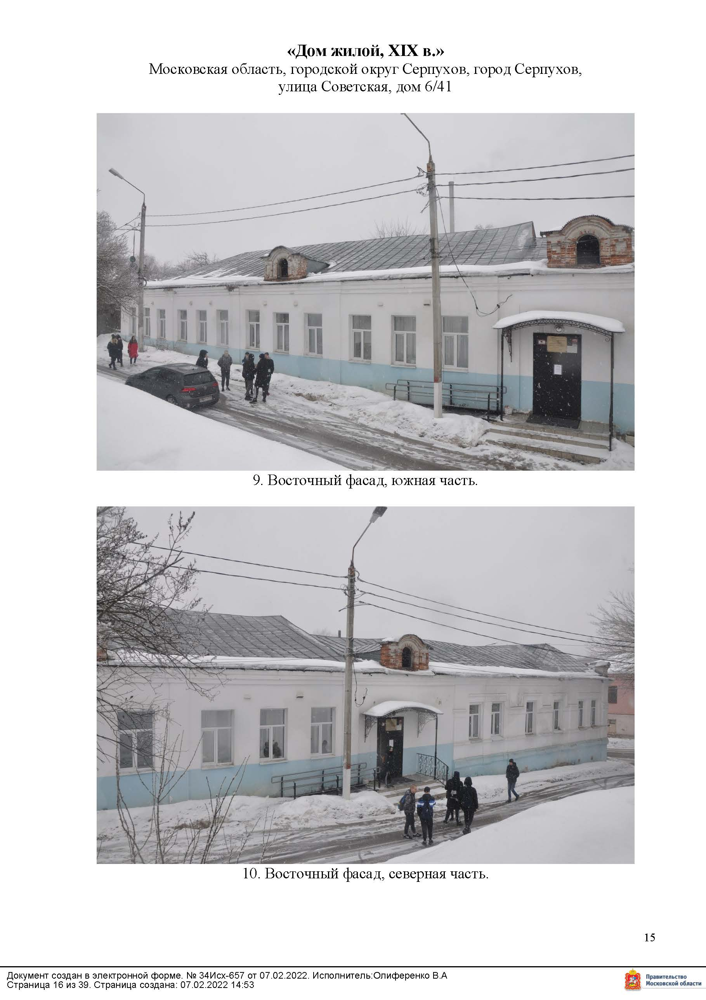 «Дом жилой, XIX в.»
Московская область, городской округ Серпухов, город Серпухов,
улица Советская, дом 6/41
9. Восточный фасад, южная часть.
10. Восточный фасад, северная часть.
15
Документ создан в электронной форме. № 34Исх-657 от 07.02.2022. Исполнитель:Олиференко В.А
Страница 16 из 39. Страница создана: 07.02.2022 14:53
Правительство
Московской области